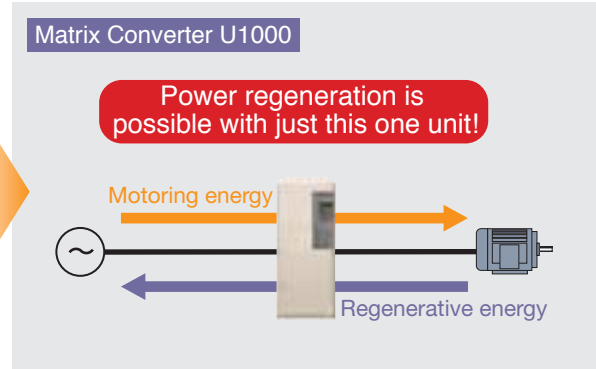 Matrix Converter U1000
Power regeneration is
possible with just this one unit!
Motoring energy
Regenerative energy